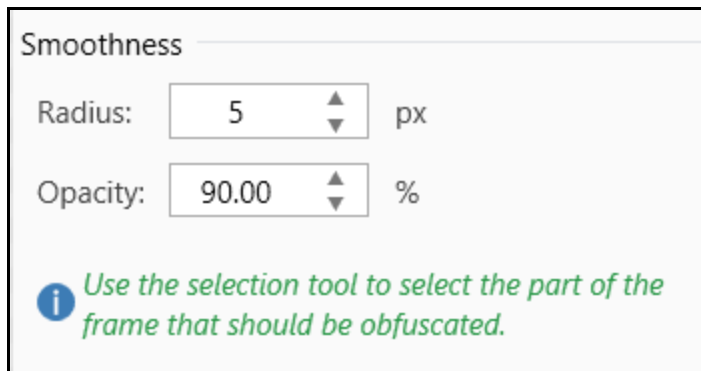 Smoothness
Radius: 5 px
Opacity: 90.00 %
Use the selection tool to select the part of the
frame that should be obfuscated.